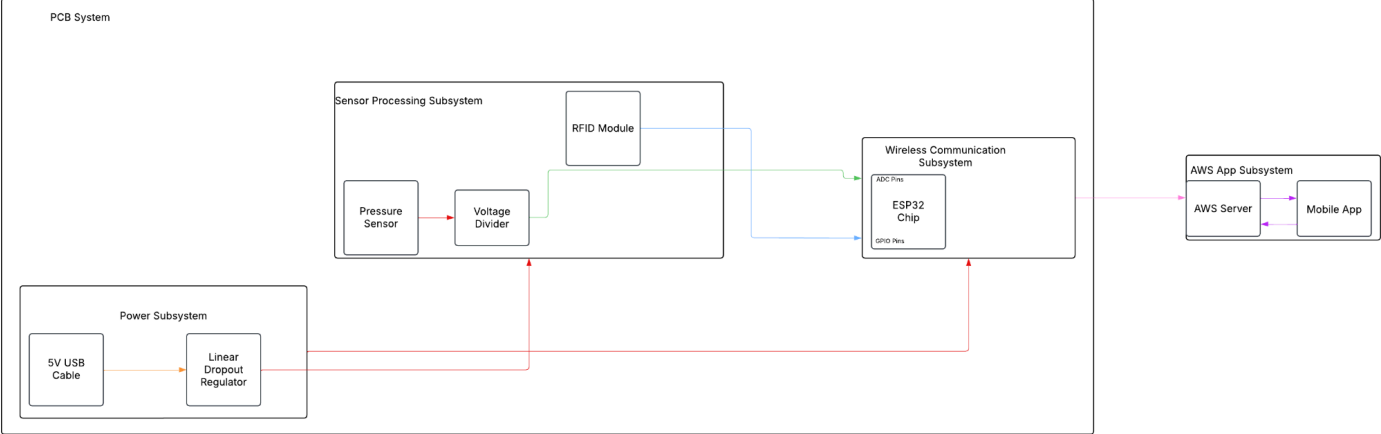 PCB System
Sensor Processing Subsystem
RFID Module
Pressure
Sensor
Voltage
Divider
Wireless Communication
Subsystem
ADC Pins
ESP32
Chip
GPIO Pins
AWS App Subsystem
AWS Server
Mobile App
Power Subsystem
5V USB
Cable
Linear
Dropout
Regulator